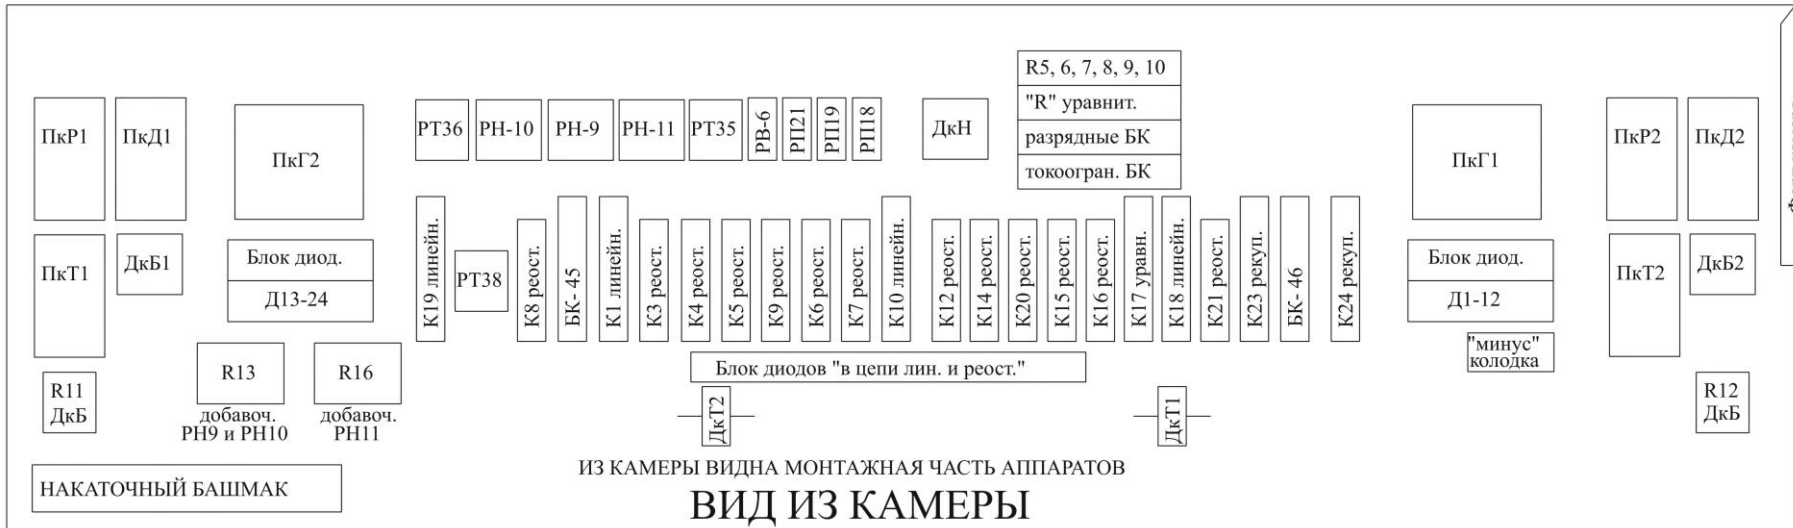 R5, 6, 7, 8, 9, 10
"R" уравнит.
разрядные БК
токоогран. БК
ПкР1
ПкД1
ПкГ2
РТ36
РН-10
РН-9
РН-11
РТ35
РВ-6
РП21
РП19
РП18
ДкН
ПкГ1
ПкР2
ПкД2
ПкТ1
ДкБ1
Блок диод.
Д13-24
К19 линейн.
РТ38
К8 реост.
БК- 45
К1 линейн.
К3 реост.
К4 реост.
К5 реост.
К9 реост.
К6 реост.
К7 реост.
К10 линейн.
К12 реост.
К14 реост.
К20 реост.
К15 реост.
К16 реост.
К17 уравн.
К18 линейн.
К21 реост.
К23 рекуп.
БК- 46
К24 рекуп.
Блок диод.
Д1-12
ПкТ2
ДкБ2
"минус"
колодка
R11
ДкБ
R13
добавоч.
РН9 и РН10
R16
добавоч.
РН11
Блок диодов "в цепи лин. и реост."
ДкТ2
ДкТ1
R12
ДкБ
ИЗ КАМЕРЫ ВИДНА МОНТАЖНАЯ ЧАСТЬ АППАРАТОВ
НАКАТОЧНЫЙ БАШМАК
ВИД ИЗ КАМЕРЫ